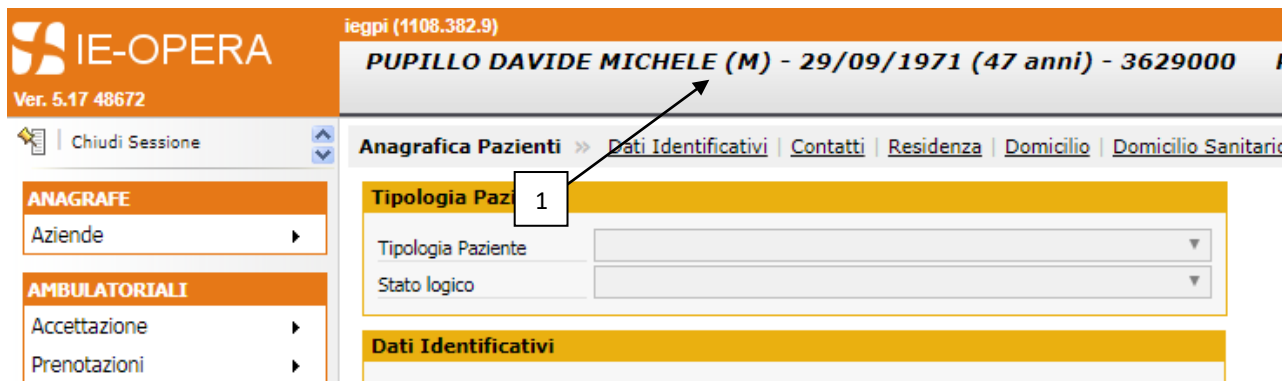 IE-OPERA
Ver. 5.17 48672
iegpi (1108.382.9)
PUPILLO DAVIDE MICHELE (M) - 29/09/1971 (47 anni) - 3629000
Chiudi Sessione
Anagrafica Pazienti » Dati Identificativi | Contatti | Residenza | Domicilio | Domicilio Sanitario
ANAGRAFE
Aziende
AMBULATORIALI
Accettazione
Prenotazioni
Tipologia Pazi
1
Tipologia Paziente
Stato logico
Dati Identificativi